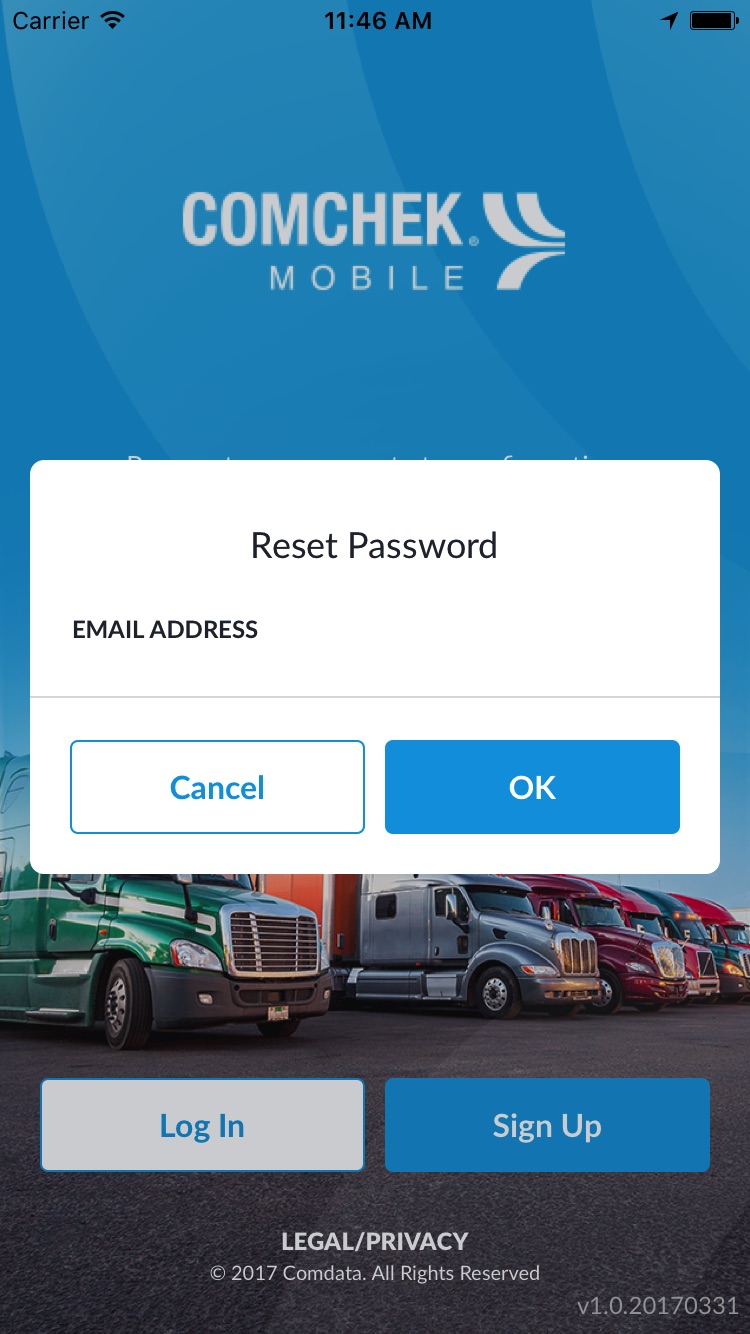 Carrier 11:46 AM
COMCHEK®
MOBILE
Reset Password
EMAIL ADDRESS
Cancel OK
Log In Sign Up
LEGAL/PRIVACY
© 2017 Comdata. All Rights Reserved
v1.0.20170331